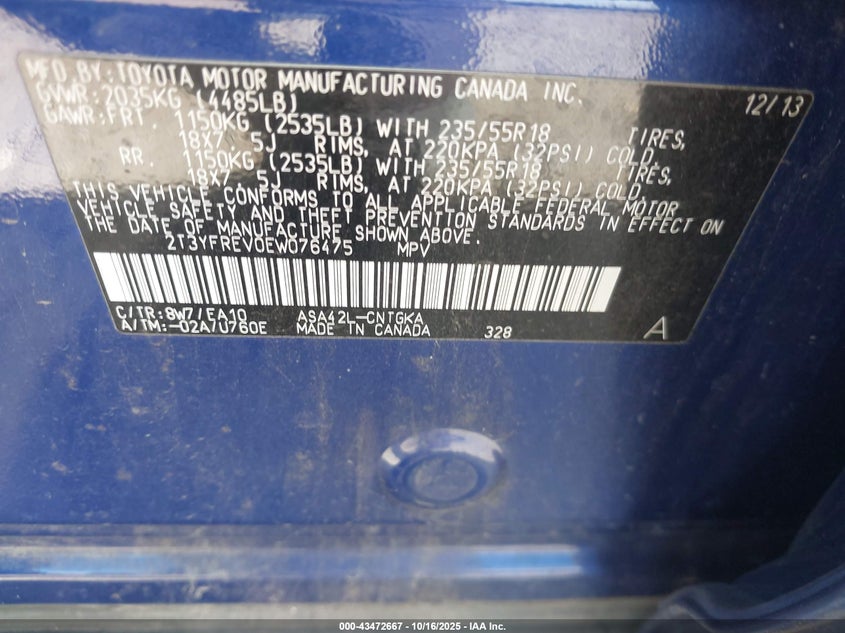 MFD.BY:TOYOTA MOTOR MANUFACTURING CANADA INC. 12/13
GVWR:2035KG (4485LB)
GAWR:FRT. 1150KG (2535LB) WITH 235/55R18 TIRES,
18X7.5J RIMS, AT 220KPA (32PSI) COLD.
RR. 1150KG (2535LB) WITH 235/55R18 TIRES,
18X7.5J RIMS, AT 220KPA (32PSI) COLD.
THIS VEHICLE CONFORMS TO ALL APPLICABLE FEDERAL MOTOR
VEHICLE SAFETY AND THEFT PREVENTION STANDARDS IN EFFECT ON
THE DATE OF MANUFACTURE SHOWN ABOVE.
2T3YFREV0EW076475 MPV
C/TR:8W7/EA10 ASA42L-CNTGKA
A/TM:-02A/U760E MADE IN CANADA 328 A
000-43472667 - 10/16/2025 - IAA Inc.